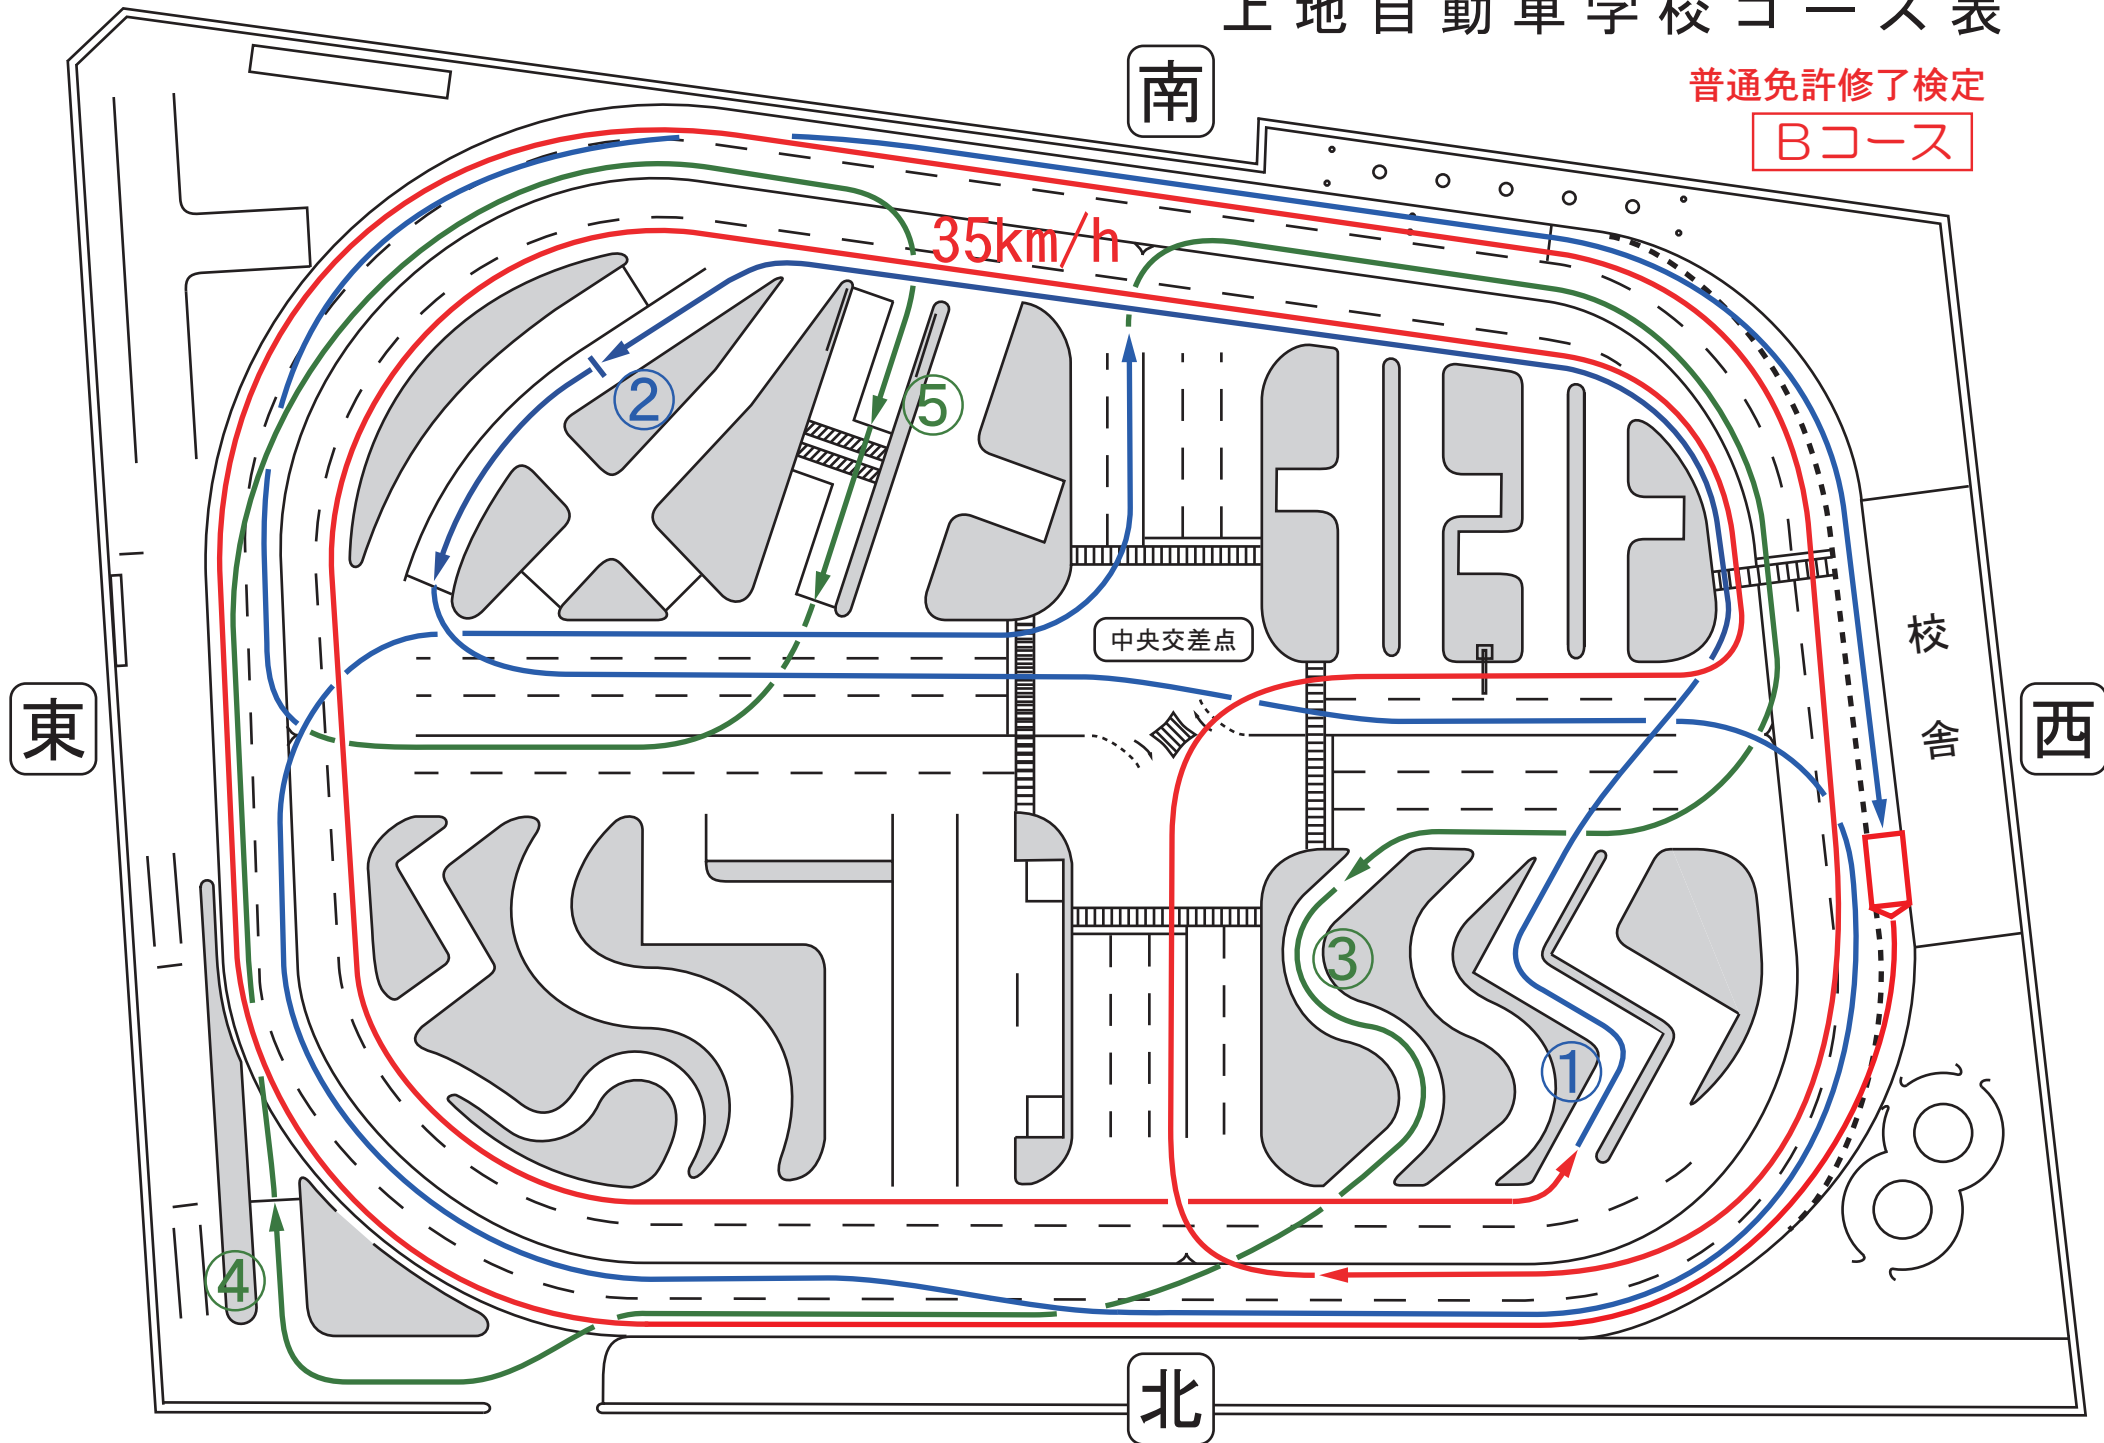 上地自動車学校コース表
南
普通免許修了検定
Bコース
35km/h
②
⑤
中央交差点
校舎
東
西
③
①
④
北